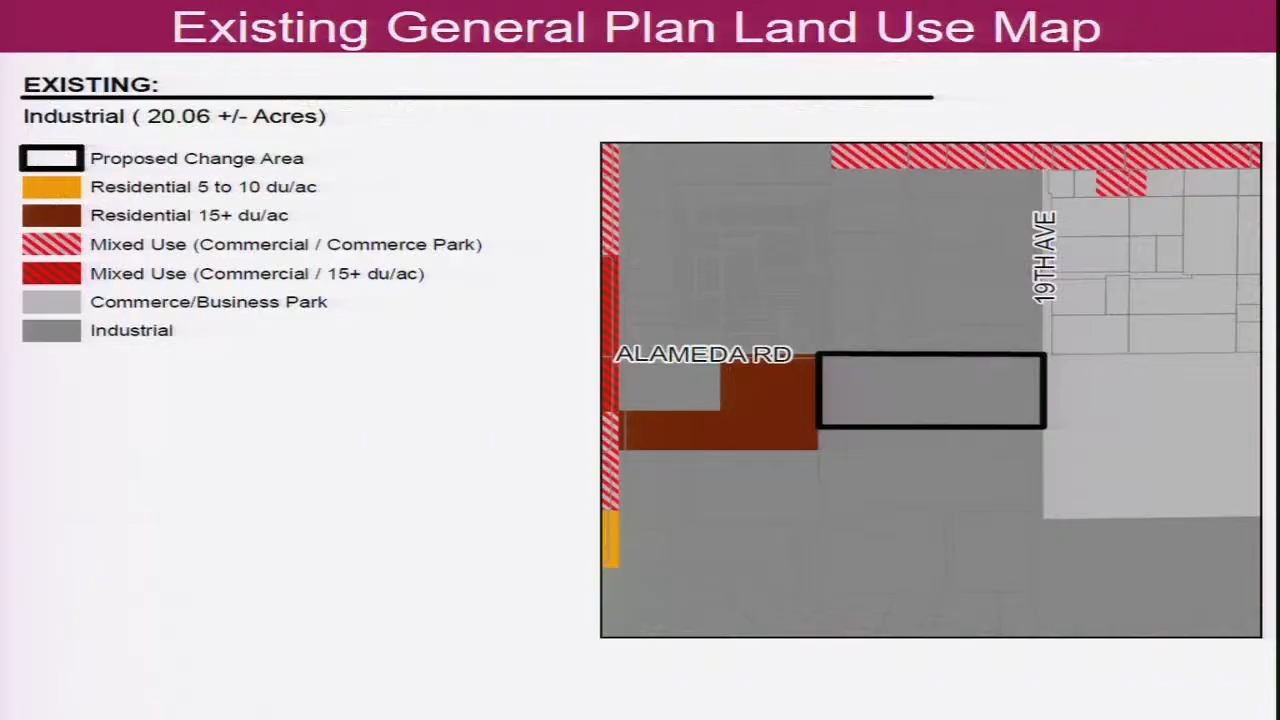 Existing General Plan Land Use Map
EXISTING:
Industrial ( 20.06 +/- Acres)
Proposed Change Area
Residential 5 to 10 du/ac
Residential 15+ du/ac
Mixed Use (Commercial / Commerce Park)
Mixed Use (Commercial / 15+ du/ac)
Commerce/Business Park
Industrial
19TH AVE
ALAMEDA RD